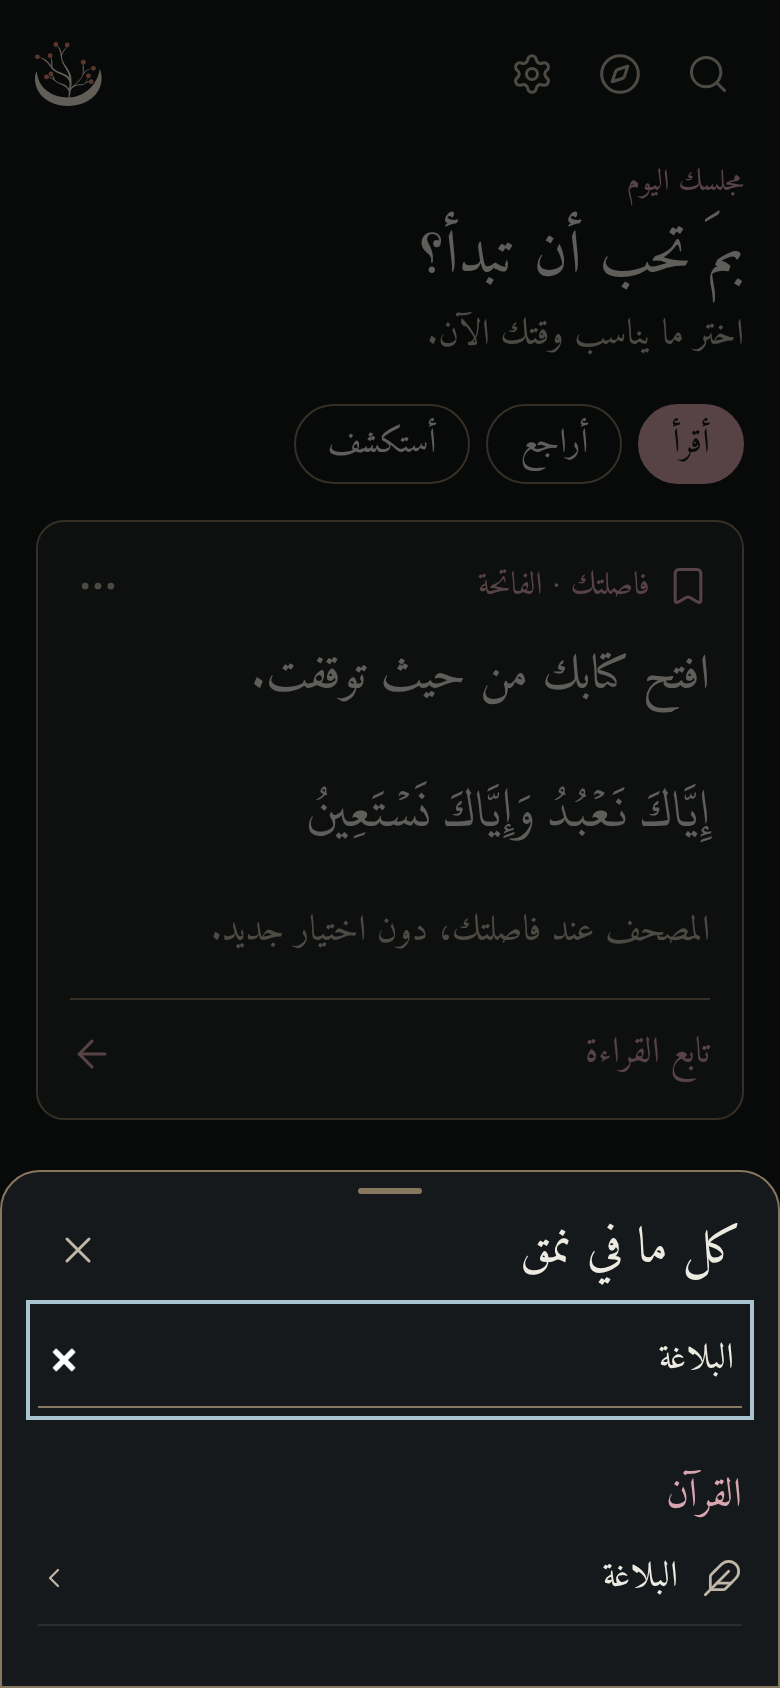 مجلسك اليوم
بمَ تحب أن تبدأ؟
اختر ما يناسب وقتك الآن.
أقرأ
أراجع
أستكشف
فاصلتك · الفاتحة
افتح كتابك من حيث توقفت.
إِيَّاكَ نَعۡبُدُ وَإِيَّاكَ نَسۡتَعِينُ
المصحف عند فاصلتك، دون اختيار جديد.
تابع القراءة
كل ما في نمق
البلاغة
القرآن
البلاغة